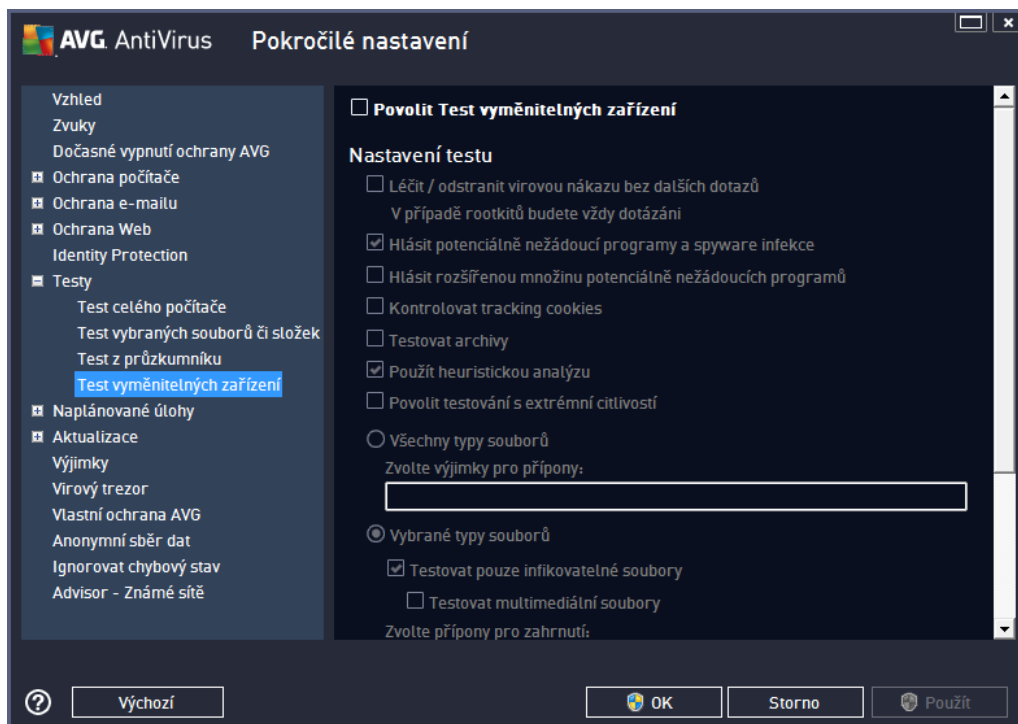 AVG. AntiVirus Pokročilé nastavení
Vzhled
Zvuky
Dočasné vypnutí ochrany AVG
Ochrana počítače
Ochrana e-mailu
Ochrana Web
Identity Protection
Testy
Test celého počítače
Test vybraných souborů či složek
Test z průzkumníku
Test vyměnitelných zařízení
Naplánované úlohy
Aktualizace
Výjimky
Virový trezor
Vlastní ochrana AVG
Anonymní sběr dat
Ignorovat chybový stav
Advisor - Známé sítě
Povolit Test vyměnitelných zařízení
Nastavení testu
Léčit / odstranit virovou nákazu bez dalších dotazů
V případě rootkitů budete vždy dotázáni
Hlásit potenciálně nežádoucí programy a spyware infekce
Hlásit rozšířenou množinu potenciálně nežádoucích programů
Kontrolovat tracking cookies
Testovat archivy
Použít heuristickou analýzu
Povolit testování s extrémní citlivostí
Všechny typy souborů
Zvolte výjimky pro přípony:
Vybrané typy souborů
Testovat pouze infikovatelné soubory
Testovat multimediální soubory
Zvolte přípony pro zahrnutí:
Výchozí
OK
Storno
Použít